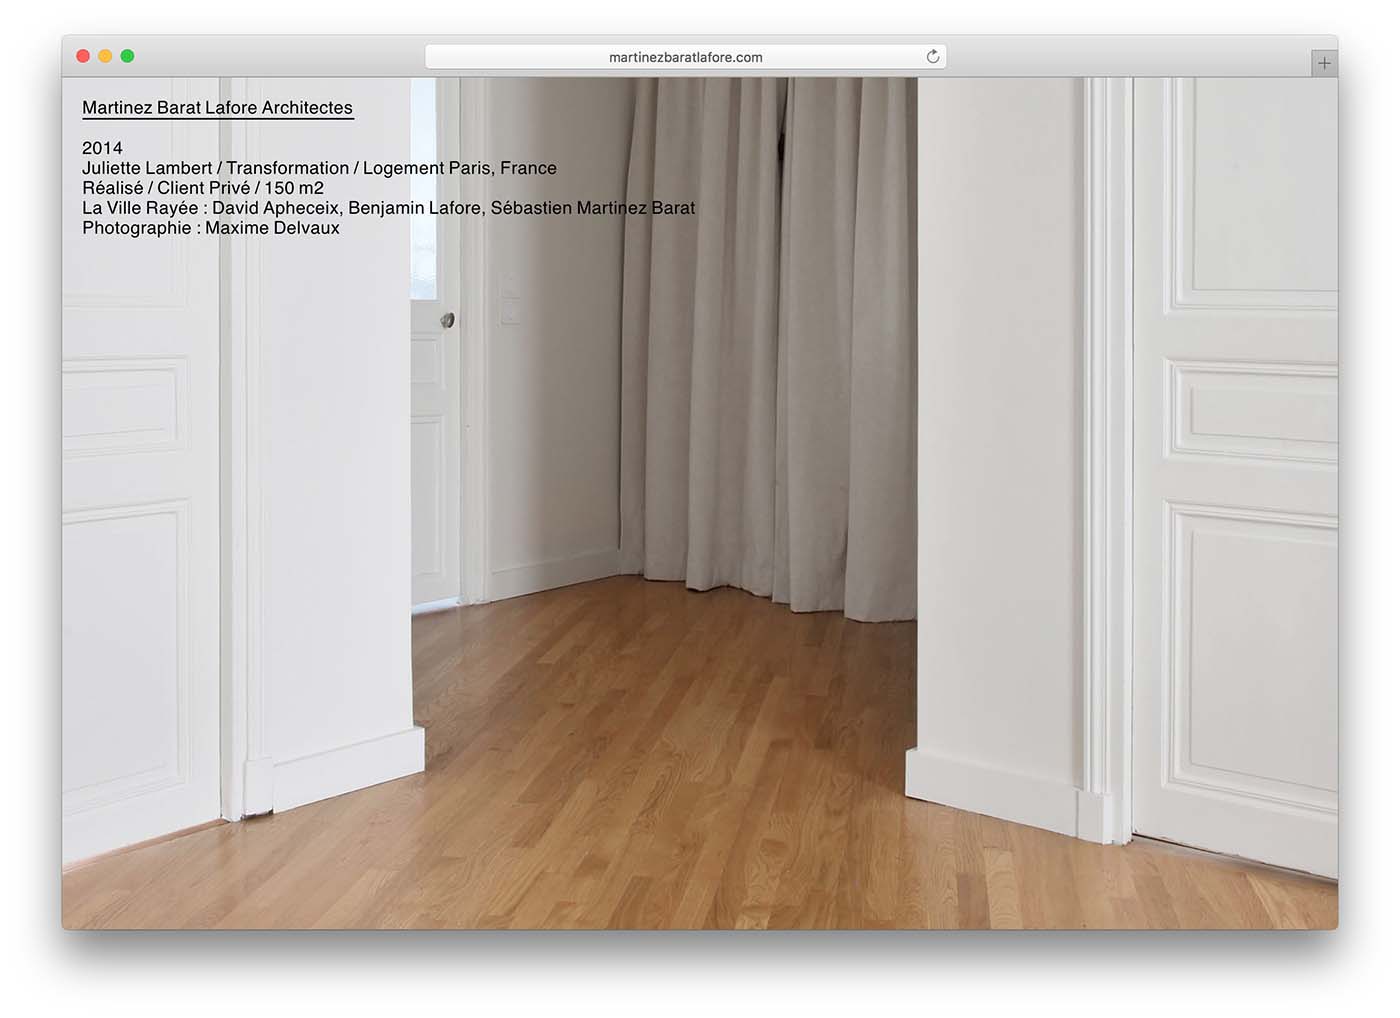 martinezbaratlafore.com
Martinez Barat Lafore Architectes
2014
Juliette Lambert / Transformation / Logement Paris, France
Réalisé / Client Privé / 150 m2
La Ville Rayée : David Apheceix, Benjamin Lafore, Sébastien Martinez Barat
Photographie : Maxime Delvaux